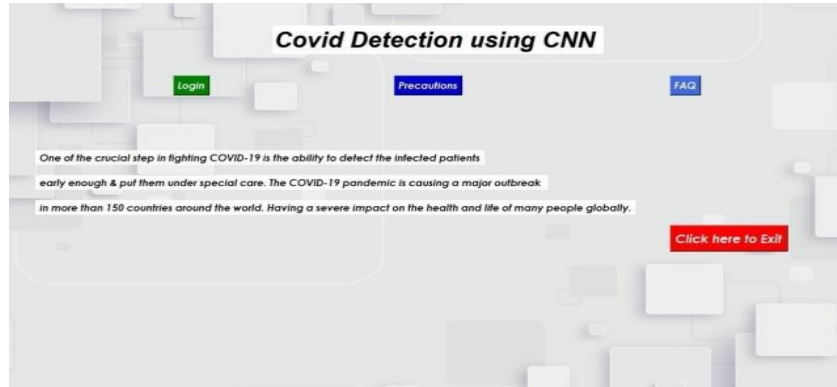 Covid Detection using CNN
Login Precautions FAQ
One of the crucial step in fighting COVID-19 is the ability to detect the infected patients
early enough & put them under special care. The COVID-19 pandemic is causing a major outbreak
in more than 150 countries around the world. Having a severe impact on the health and life of many people globally.
Click here to Exit